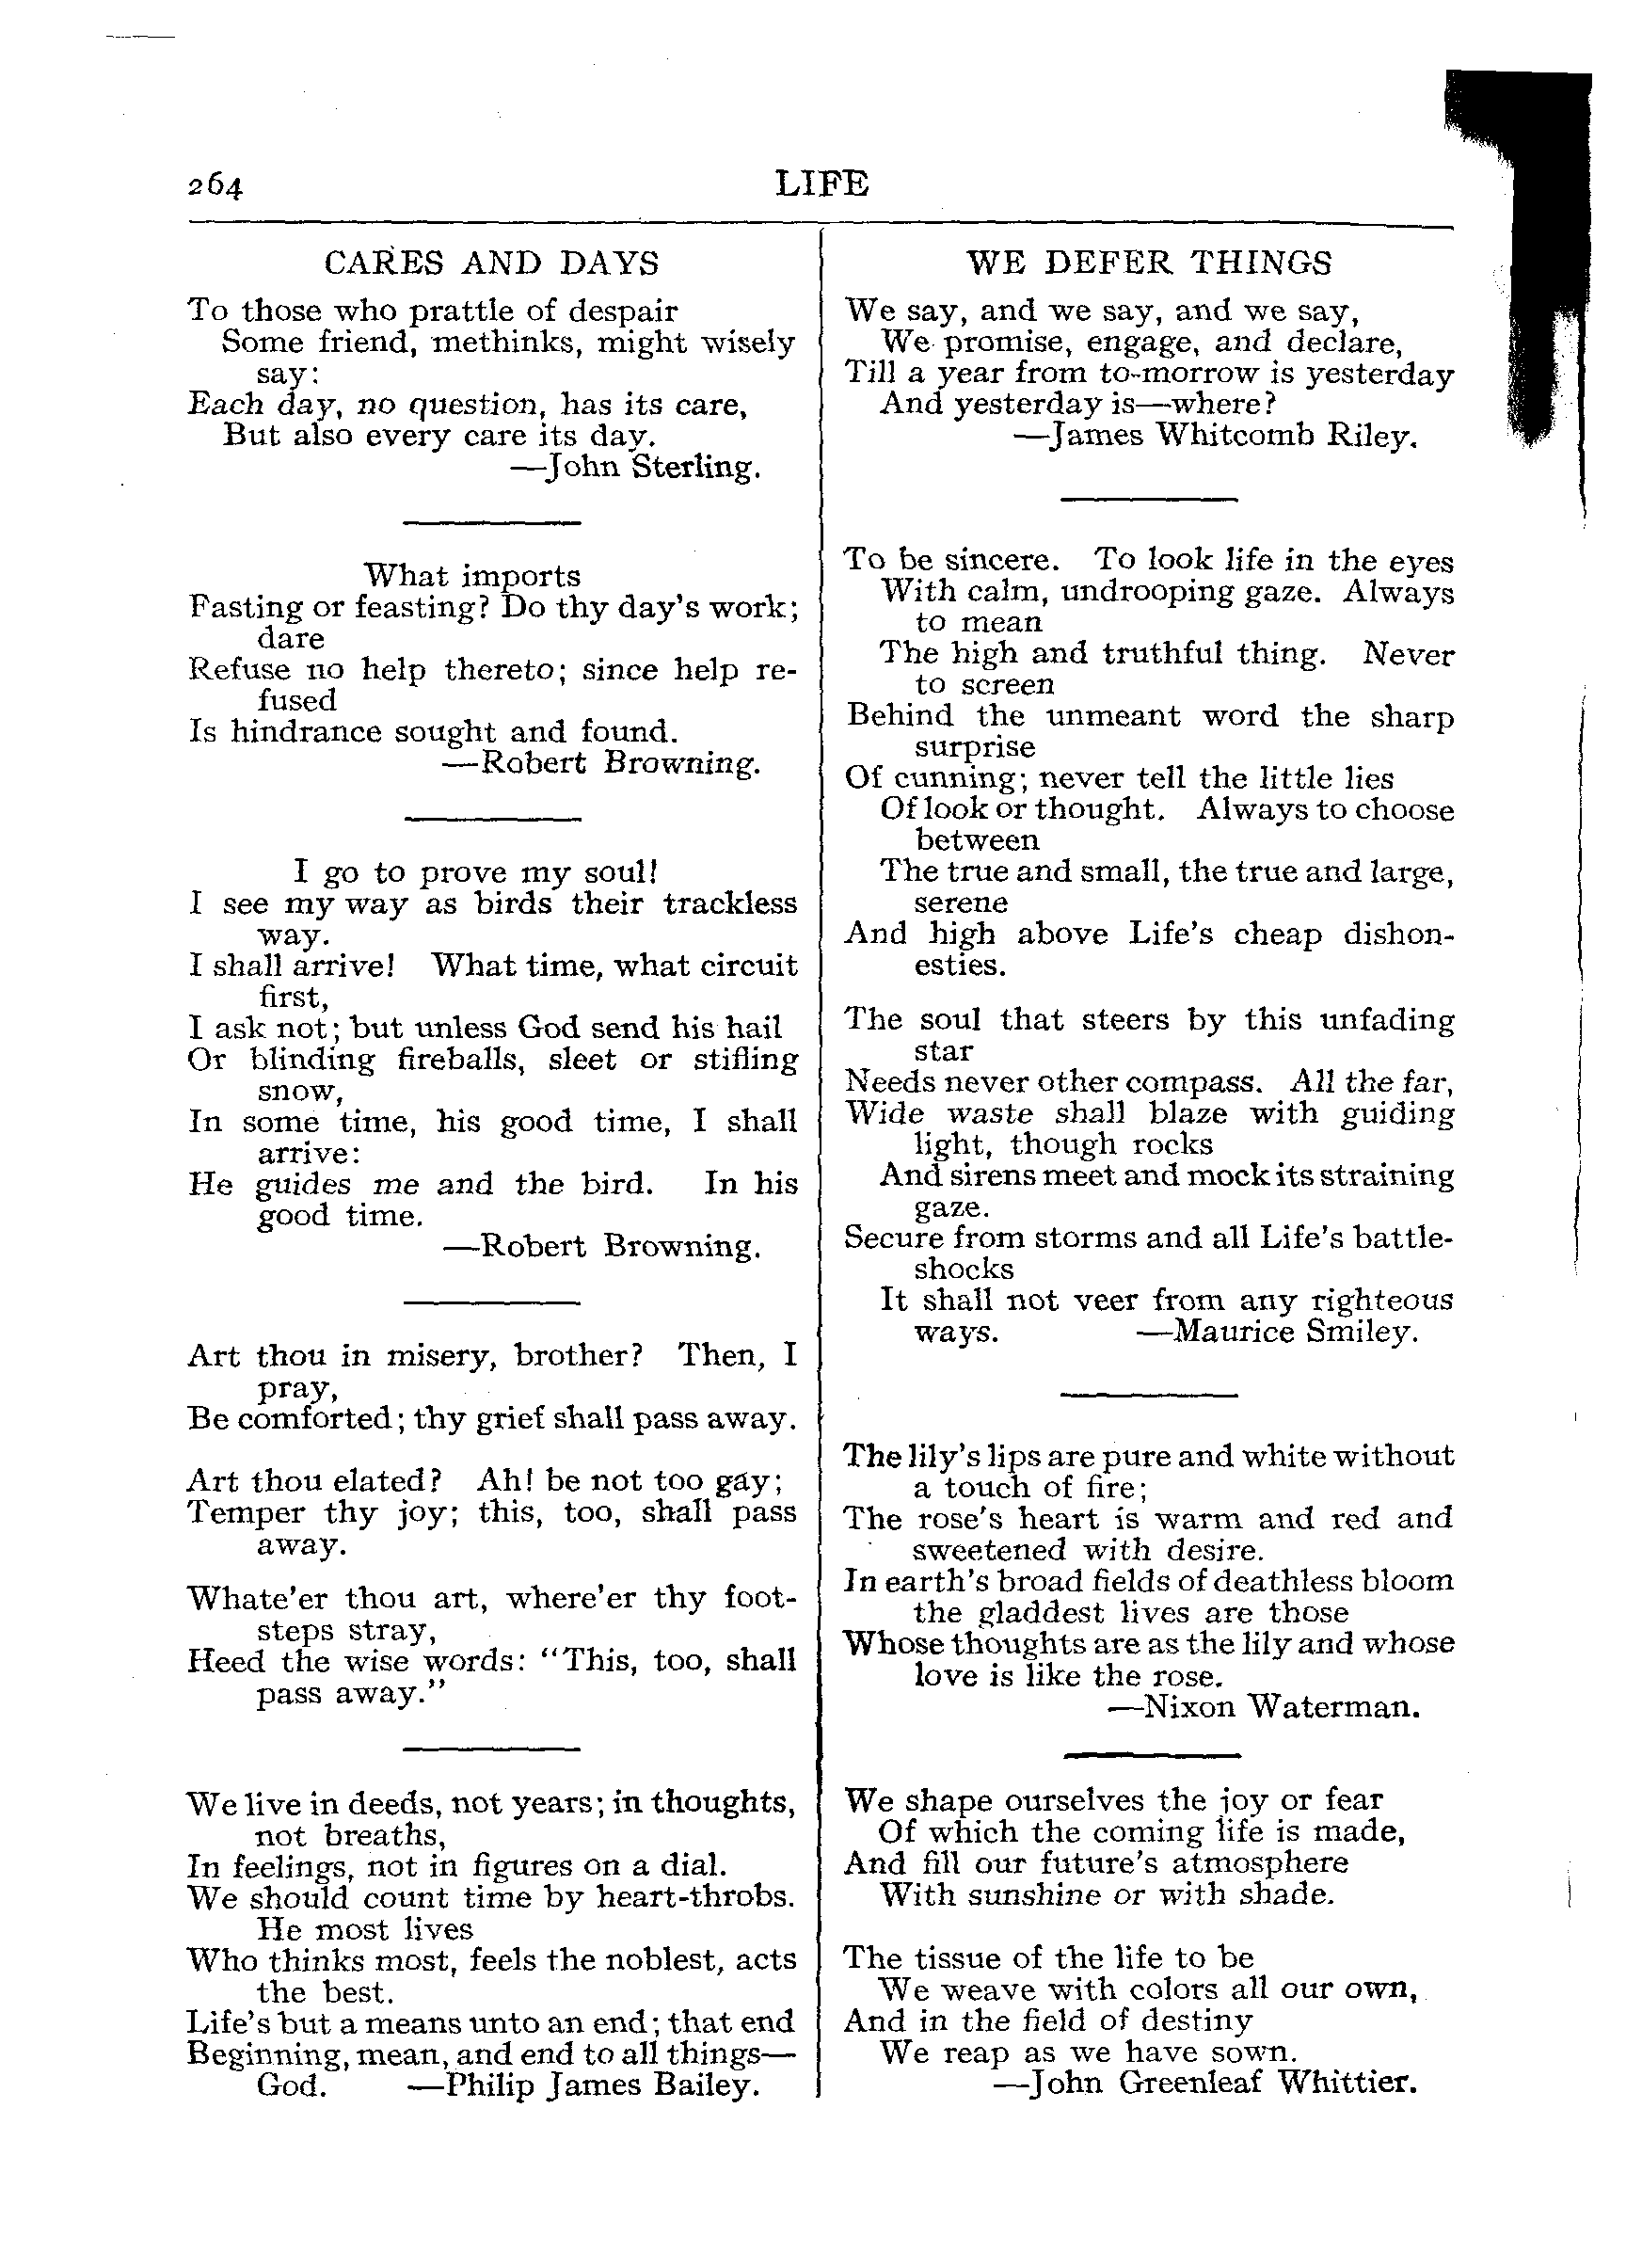 264
LIFE
CARES AND DAYS
To those who prattle of despair
Some friend, methinks, might wisely
say:
Each day, no question, has its care,
But also every care its day.
—John Sterling.
What imports
Fasting or feasting? Do thy day's work;
dare
Refuse no help thereto; since help re-
fused
Is hindrance sought and found.
—Robert Browning.
I go to prove my soul!
I see my way as birds their trackless
way.
I shall arrive! What time, what circuit
first,
I ask not; but unless God send his hail
Or blinding fireballs, sleet or stifling
snow,
In some time, his good time, I shall
arrive:
He guides me and the bird. In his
good time.
—Robert Browning.
Art thou in misery, brother? Then, I
pray,
Be comforted; thy grief shall pass away.
Art thou elated? Ah! be not too gay;
Temper thy joy; this, too, shall pass
away.
Whate'er thou art, where'er thy foot-
steps stray,
Heed the wise words: "This, too, shall
pass away."
We live in deeds, not years; in thoughts,
not breaths,
In feelings, not in figures on a dial.
We should count time by heart-throbs.
He most lives
Who thinks most, feels the noblest, acts
the best.
Life's but a means unto an end; that end
Beginning, mean, and end to all things—
God. —Philip James Bailey.
WE DEFER THINGS
We say, and we say, and we say,
We promise, engage, and declare,
Till a year from to-morrow is yesterday
And yesterday is—where?
—James Whitcomb Riley.
To be sincere. To look life in the eyes
With calm, undrooping gaze. Always
to mean
The high and truthful thing. Never
to screen
Behind the unmeant word the sharp
surprise
Of cunning; never tell the little lies
Of look or thought. Always to choose
between
The true and small, the true and large,
serene
And high above Life's cheap dishon-
esties.
The soul that steers by this unfading
star
Needs never other compass. All the far,
Wide waste shall blaze with guiding
light, though rocks
And sirens meet and mock its straining
gaze.
Secure from storms and all Life's battle-
shocks
It shall not veer from any righteous
ways. —Maurice Smiley.
The lily's lips are pure and white without
a touch of fire;
The rose's heart is warm and red and
sweetened with desire.
In earth's broad fields of deathless bloom
the gladdest lives are those
Whose thoughts are as the lily and whose
love is like the rose.
—Nixon Waterman.
We shape ourselves the joy or fear
Of which the coming life is made,
And fill our future's atmosphere
With sunshine or with shade.
The tissue of the life to be
We weave with colors all our own,
And in the field of destiny
We reap as we have sown.
—John Greenleaf Whittier.